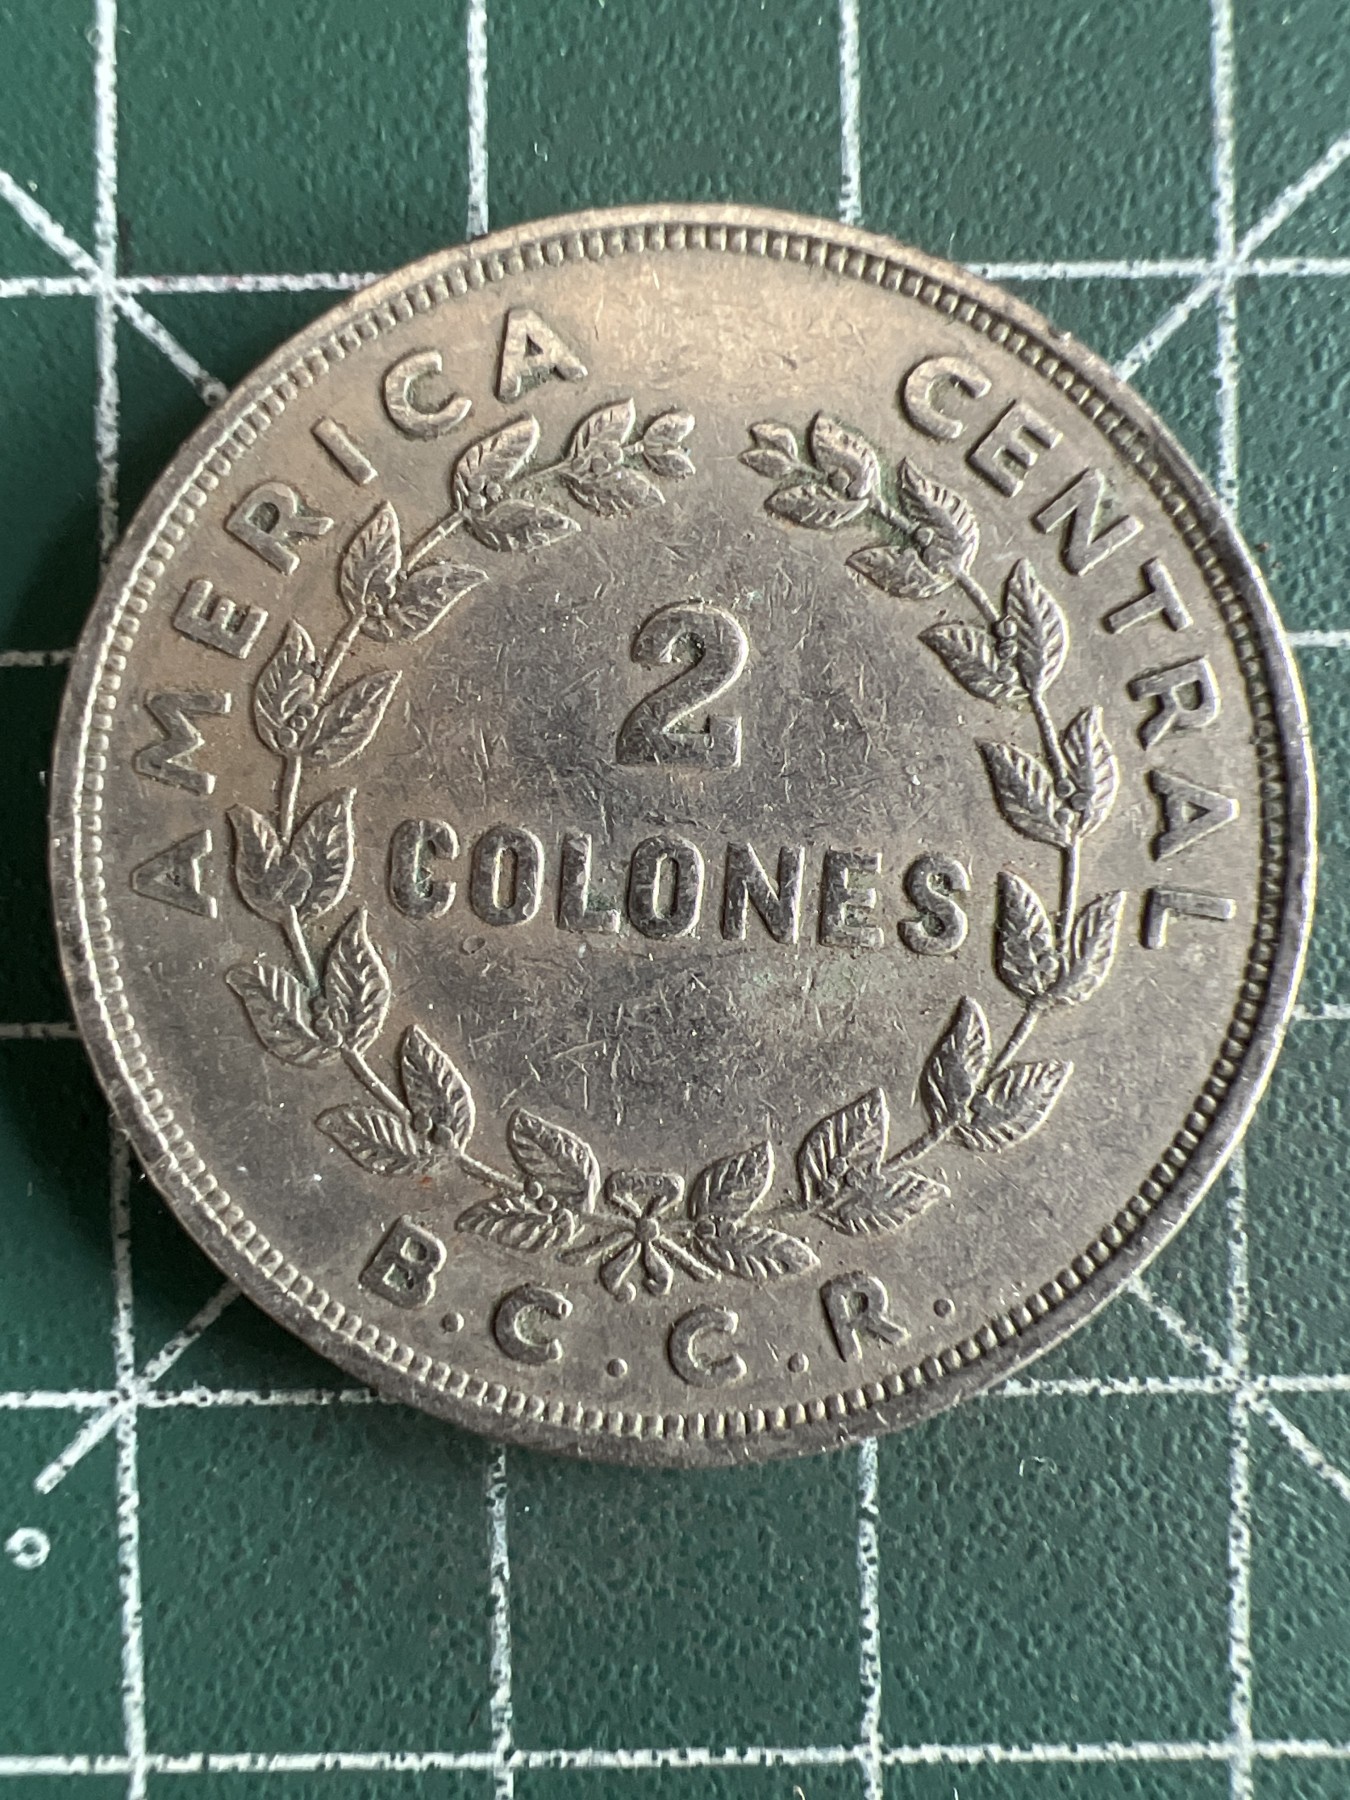 AMERICA CENTRAL
2
COLONES
B.C.C.R.